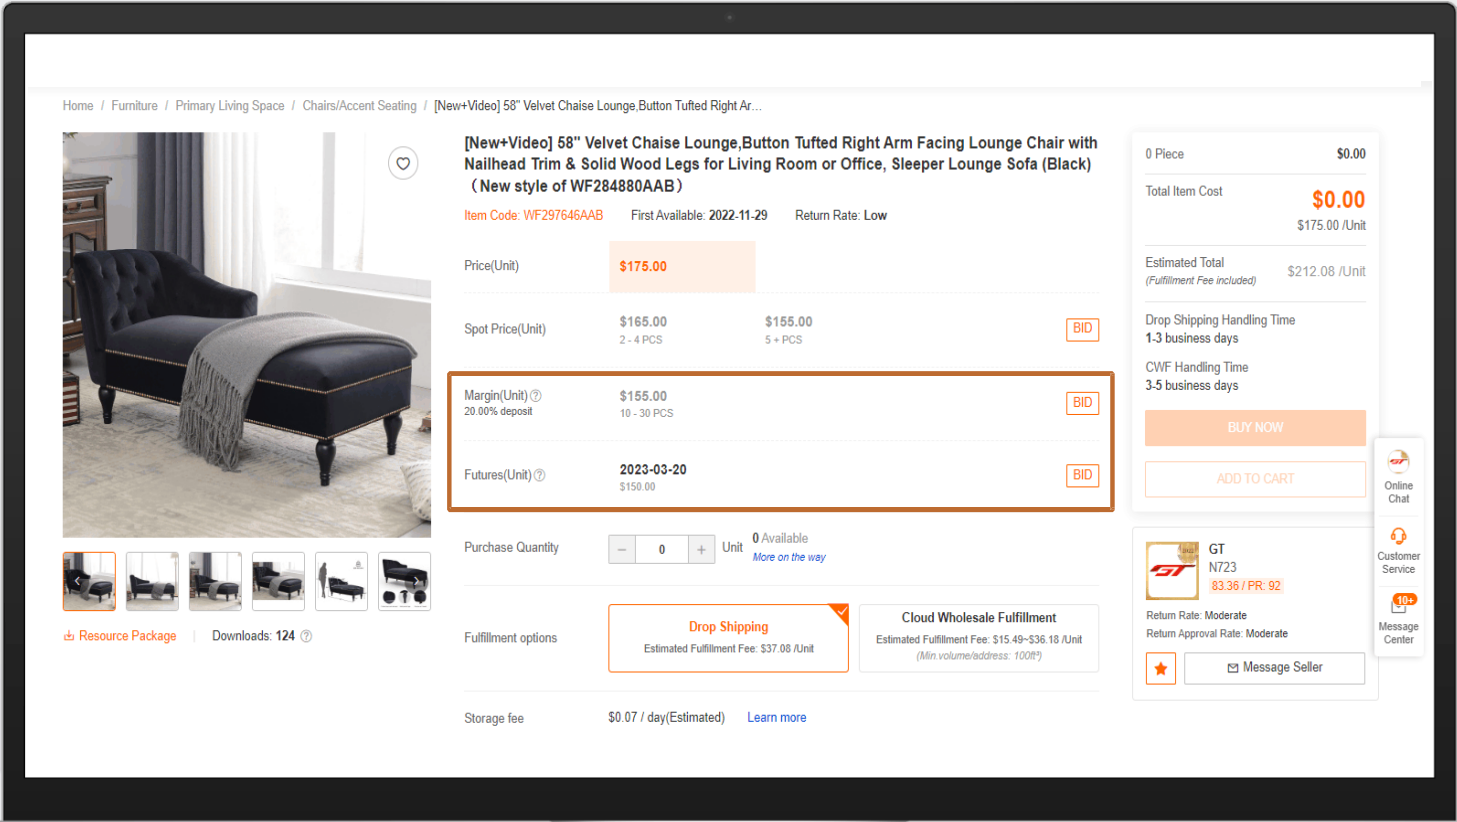 Home / Furniture / Primary Living Space / Chairs/Accent Seating / [New+Video] 58" Velvet Chaise Lounge,Button Tufted Right Ar...
[New+Video] 58" Velvet Chaise Lounge,Button Tufted Right Arm Facing Lounge Chair with
Nailhead Trim & Solid Wood Legs for Living Room or Office, Sleeper Lounge Sofa (Black)
（New style of WF284880AAB）
Item Code: WF297646AAB First Available: 2022-11-29 Return Rate: Low
Price(Unit) $175.00
Spot Price(Unit) $165.00 $155.00 BID
2 - 4 PCS 5 + PCS
Margin(Unit) ? $155.00 BID
20.00% deposit 10 - 30 PCS
Futures(Unit) ? 2023-03-20 BID
$150.00
Purchase Quantity − 0 + Unit 0 Available
More on the way
Fulfillment options
Drop Shipping
Estimated Fulfillment Fee: $37.08 /Unit
Cloud Wholesale Fulfillment
Estimated Fulfillment Fee: $15.49~$36.18 /Unit
(Min.volume/address: 100ft³)
Storage fee $0.07 / day(Estimated) Learn more
Resource Package Downloads: 124 ?
0 Piece $0.00
Total Item Cost $0.00
$175.00 /Unit
Estimated Total $212.08 /Unit
(Fulfillment Fee included)
Drop Shipping Handling Time
1-3 business days
CWF Handling Time
3-5 business days
BUY NOW
ADD TO CART
GT
GT
N723
83.36 / PR: 92
Return Rate: Moderate
Return Approval Rate: Moderate
Message Seller
GT
Online
Chat
Customer
Service
10+
Message
Center